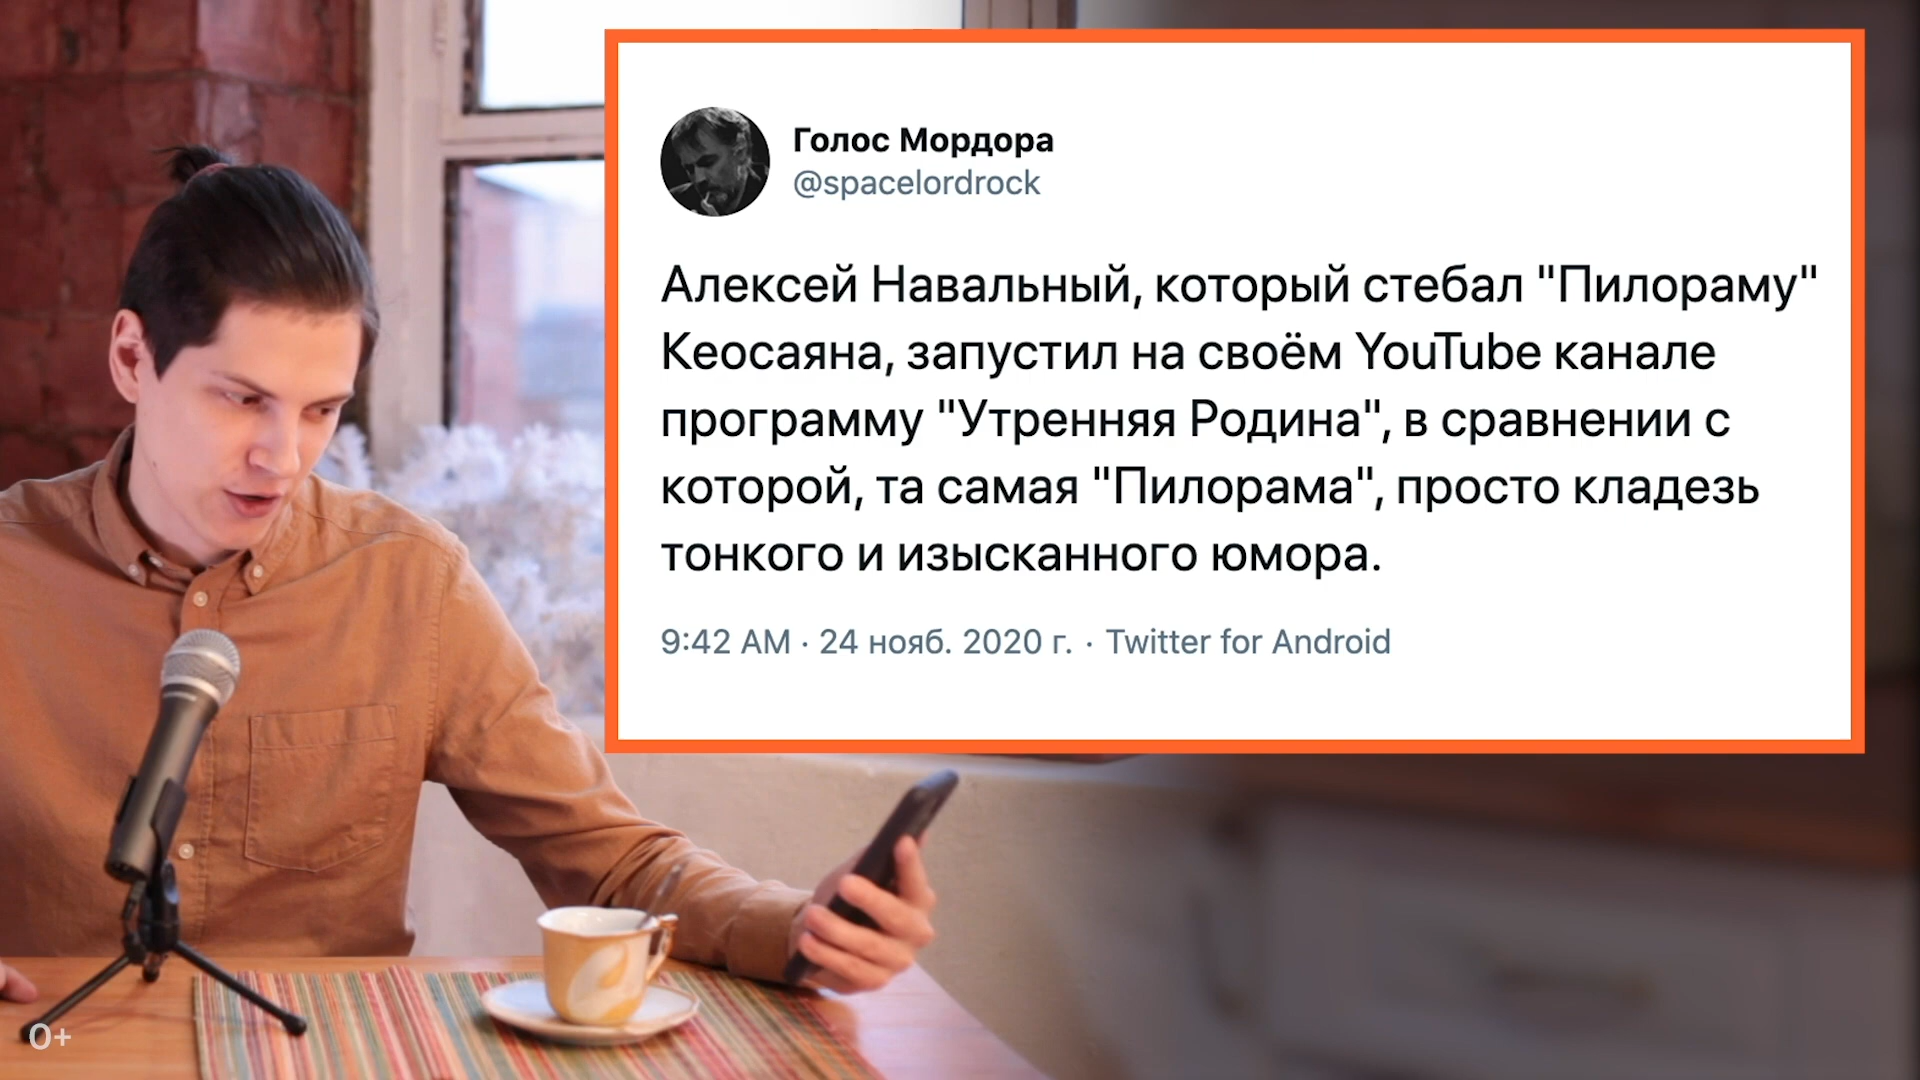 Голос Мордора
@spacelordrock
Алексей Навальный, который стебал "Пилораму"
Кеосаяна, запустил на своём YouTube канале
программу "Утренняя Родина", в сравнении с
которой, та самая "Пилорама", просто кладезь
тонкого и изысканного юмора.
9:42 AM · 24 нояб. 2020 г. · Twitter for Android
0+